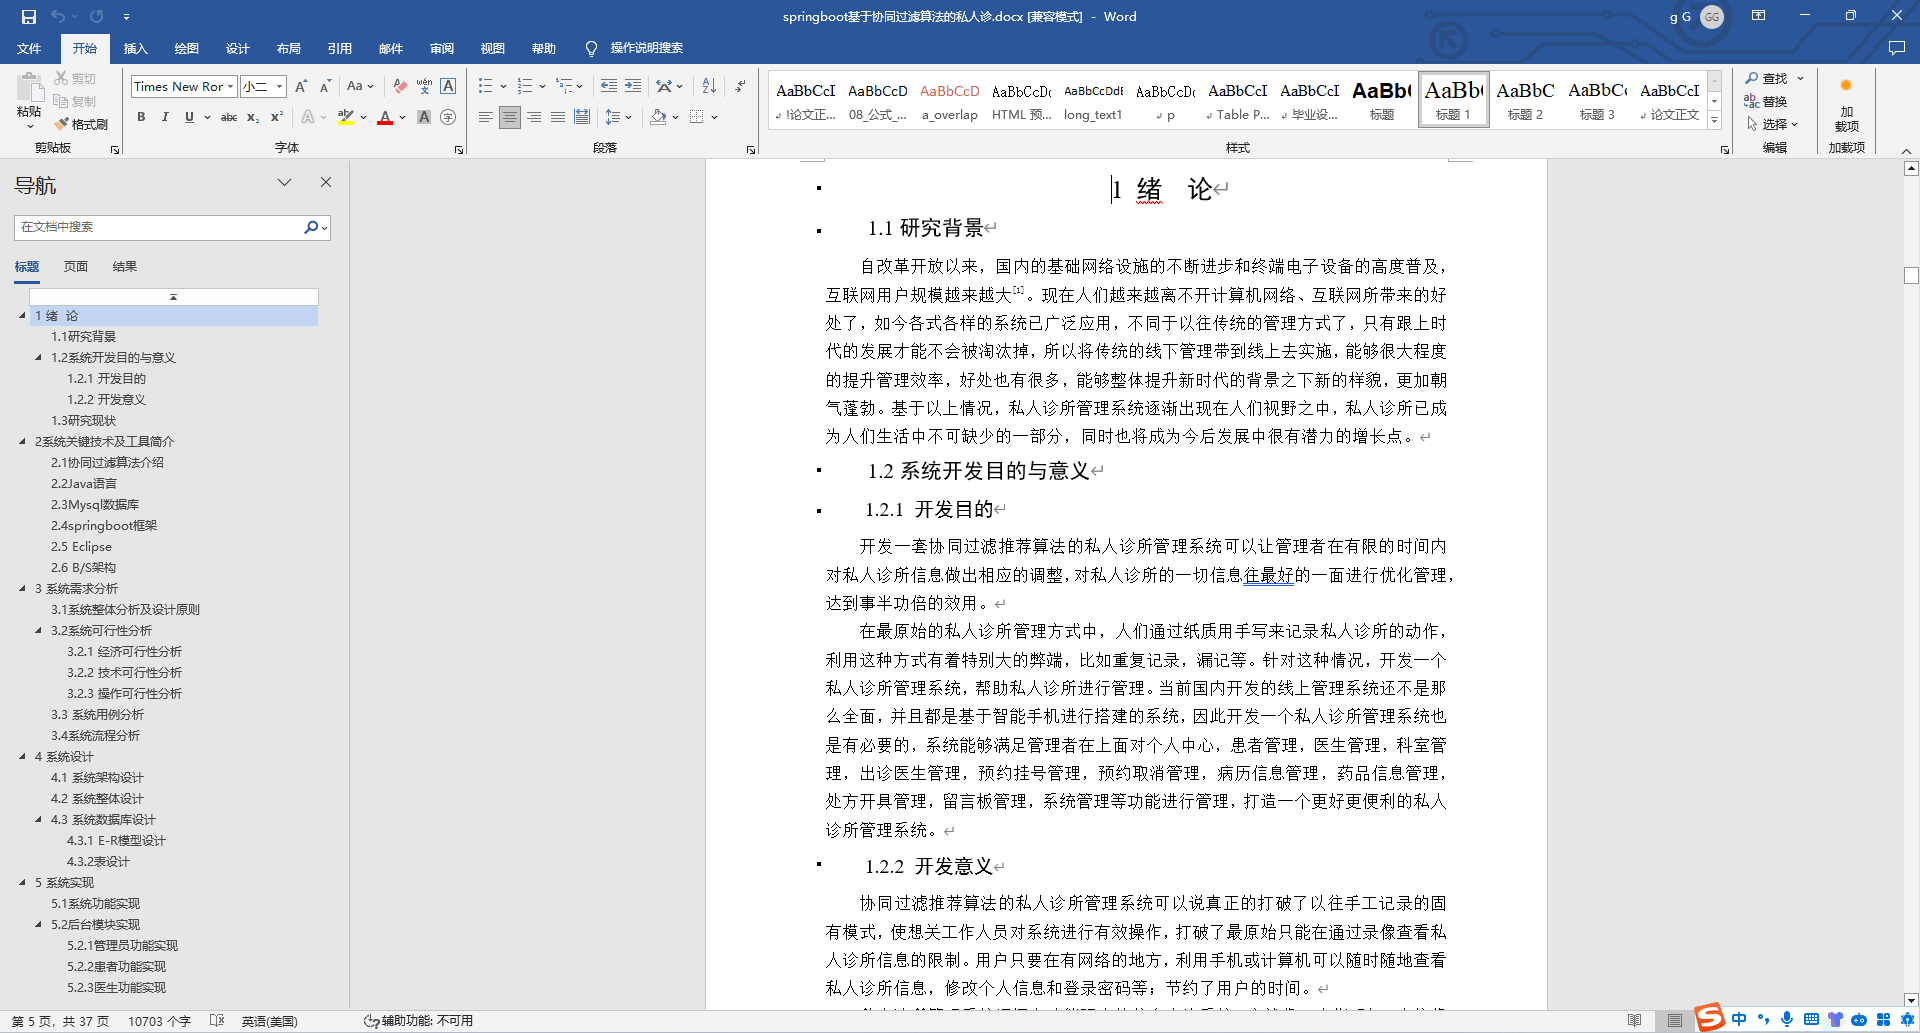 springboot基于协同过滤算法的私人诊.docx [兼容模式] - Word
g G
GG
文件 开始 插入 绘图 设计 布局 引用 邮件 审阅 视图 帮助 操作说明搜索
粘贴
剪切
复制
格式刷
剪贴板
Times New Ror 小二
字体
段落
AaBbCcI AaBbCcD AaBbCcD AaBbCcDc AaBbCcDdE AaBbCcDc AaBbCcI AaBbCcI AaBb( AaBb( AaBbC AaBbC AaBbCcI
!论文正... 08_公式_... a_overlap HTML 预... long_text1 p Table P... 毕业设... 标题 标题 1 标题 2 标题 3 论文正文
样式
查找
替换
选择
编辑
加
载项
加载项
导航
在文档中搜索
标题 页面 结果
1 绪 论
1.1研究背景
1.2系统开发目的与意义
1.2.1 开发目的
1.2.2 开发意义
1.3研究现状
2系统关键技术及工具简介
2.1协同过滤算法介绍
2.2Java语言
2.3Mysql数据库
2.4springboot框架
2.5 Eclipse
2.6 B/S架构
3 系统需求分析
3.1系统整体分析及设计原则
3.2系统可行性分析
3.2.1 经济可行性分析
3.2.2 技术可行性分析
3.2.3 操作可行性分析
3.3 系统用例分析
3.4系统流程分析
4 系统设计
4.1 系统架构设计
4.2 系统整体设计
4.3 系统数据库设计
4.3.1 E-R模型设计
4.3.2表设计
5 系统实现
5.1系统功能实现
5.2后台模块实现
5.2.1管理员功能实现
5.2.2患者功能实现
5.2.3医生功能实现
1 绪 论
1.1 研究背景
自改革开放以来，国内的基础网络设施的不断进步和终端电子设备的高度普及，
互联网用户规模越来越大[1]。现在人们越来越离不开计算机网络、互联网所带来的好
处了，如今各式各样的系统已广泛应用，不同于以往传统的管理方式了，只有跟上时
代的发展才能不会被淘汰掉，所以将传统的线下管理带到线上去实施，能够很大程度
的提升管理效率，好处也有很多，能够整体提升新时代的背景之下新的样貌，更加朝
气蓬勃。基于以上情况，私人诊所管理系统逐渐出现在人们视野之中，私人诊所已成
为人们生活中不可缺少的一部分，同时也将成为今后发展中很有潜力的增长点。
1.2 系统开发目的与意义
1.2.1 开发目的
开发一套协同过滤推荐算法的私人诊所管理系统可以让管理者在有限的时间内
对私人诊所信息做出相应的调整，对私人诊所的一切信息往最好的一面进行优化管理，
达到事半功倍的效用。
在最原始的私人诊所管理方式中，人们通过纸质用手写来记录私人诊所的动作，
利用这种方式有着特别大的弊端，比如重复记录，漏记等。针对这种情况，开发一个
私人诊所管理系统，帮助私人诊所进行管理。当前国内开发的线上管理系统还不是那
么全面，并且都是基于智能手机进行搭建的系统，因此开发一个私人诊所管理系统也
是有必要的，系统能够满足管理者在上面对个人中心，患者管理，医生管理，科室管
理，出诊医生管理，预约挂号管理，预约取消管理，病历信息管理，药品信息管理，
处方开具管理，留言板管理，系统管理等功能进行管理，打造一个更好更便利的私人
诊所管理系统。
1.2.2 开发意义
协同过滤推荐算法的私人诊所管理系统可以说真正的打破了以往手工记录的固
有模式，使想关工作人员对系统进行有效操作，打破了最原始只能在通过录像查看私
人诊所信息的限制。用户只要在有网络的地方，利用手机或计算机可以随时随地查看
私人诊所信息，修改个人信息和登录密码等；节约了用户的时间。
第 5 页，共 37 页 10703 个字 英语(美国) 辅助功能: 不可用
中